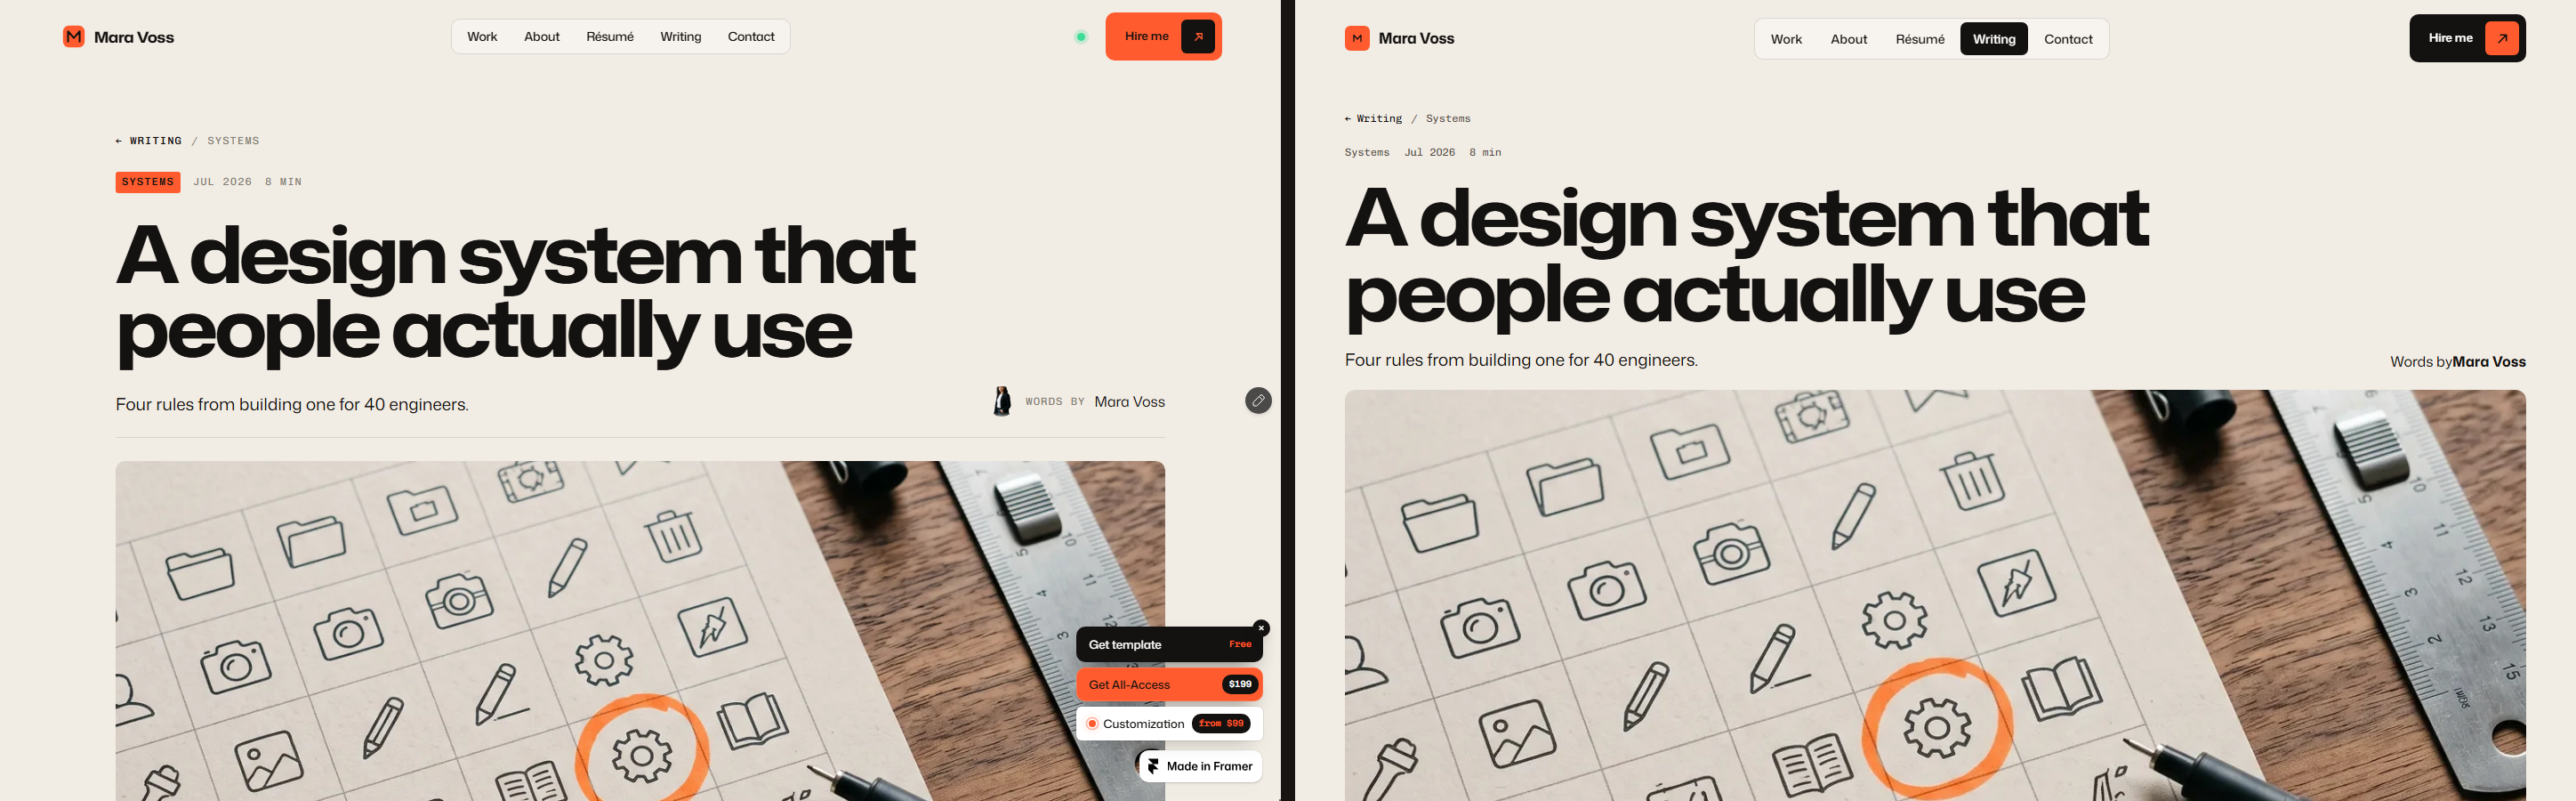 Mara Voss
Work About Résumé Writing Contact
Hire me
← WRITING / SYSTEMS
SYSTEMS JUL 2026 8 MIN
A design system that
people actually use
Four rules from building one for 40 engineers.
WORDS BY Mara Voss
Get template Free
Get All-Access $199
Customization from $99
Made in Framer
Mara Voss
Work About Résumé Writing Contact
Hire me
← Writing / Systems
Systems Jul 2026 8 min
A design system that
people actually use
Four rules from building one for 40 engineers.
Words byMara Voss